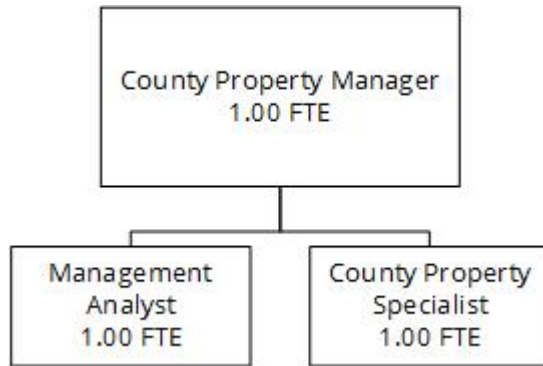 County Property Manager
1.00 FTE
Management
Analyst
1.00 FTE
County Property
Specialist
1.00 FTE